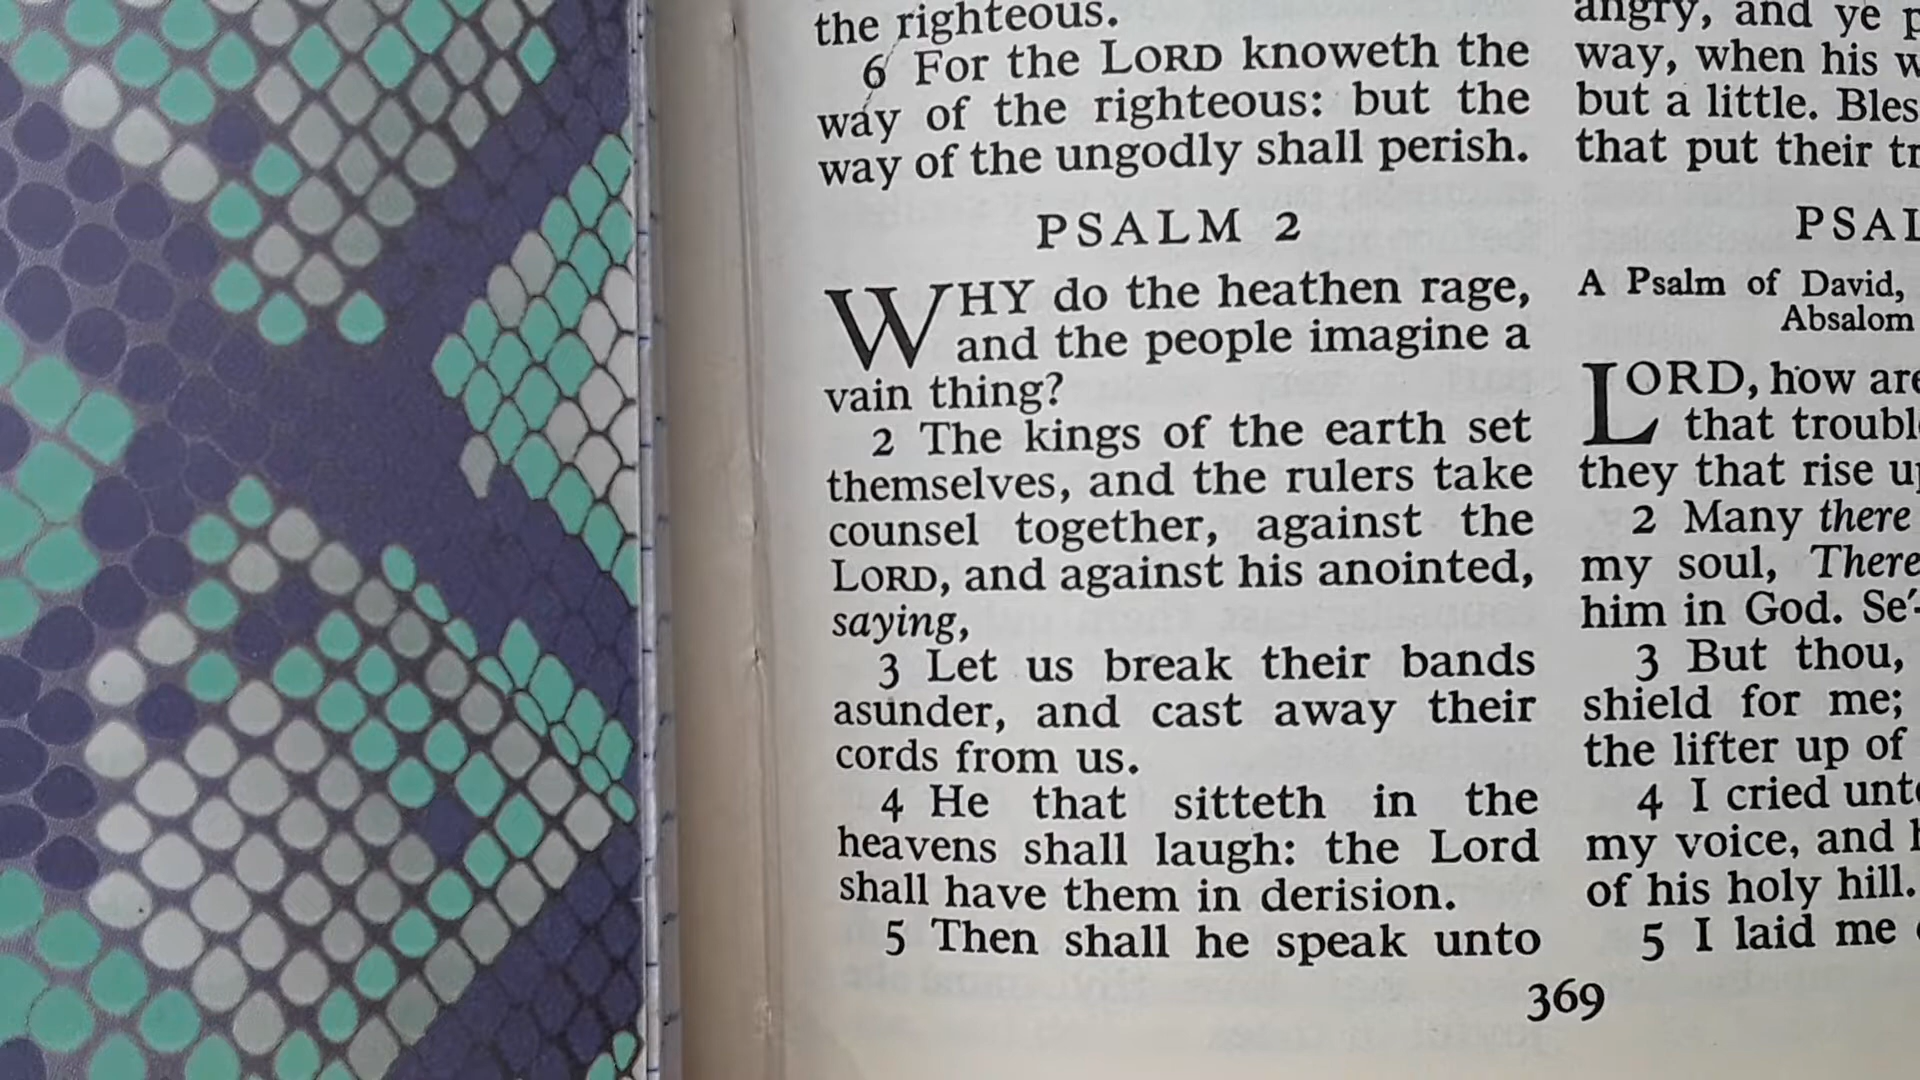 the righteous.
6 For the LORD knoweth the
way of the righteous: but the
way of the ungodly shall perish.
PSALM 2
WHY do the heathen rage,
and the people imagine a
vain thing?
2 The kings of the earth set
themselves, and the rulers take
counsel together, against the
LORD, and against his anointed,
saying,
3 Let us break their bands
asunder, and cast away their
cords from us.
4 He that sitteth in the
heavens shall laugh: the Lord
shall have them in derision.
5 Then shall he speak unto
angry, and ye
way, when his
but a little.
that put their
A Psalm of David,
Absalom
LORD, how are
that
they that rise
2 Many there
my soul, There
him in God.
3 But thou,
shield for me;
the lifter up of
4 I cried
my voice, and
of his holy hill.
5 I laid me
369